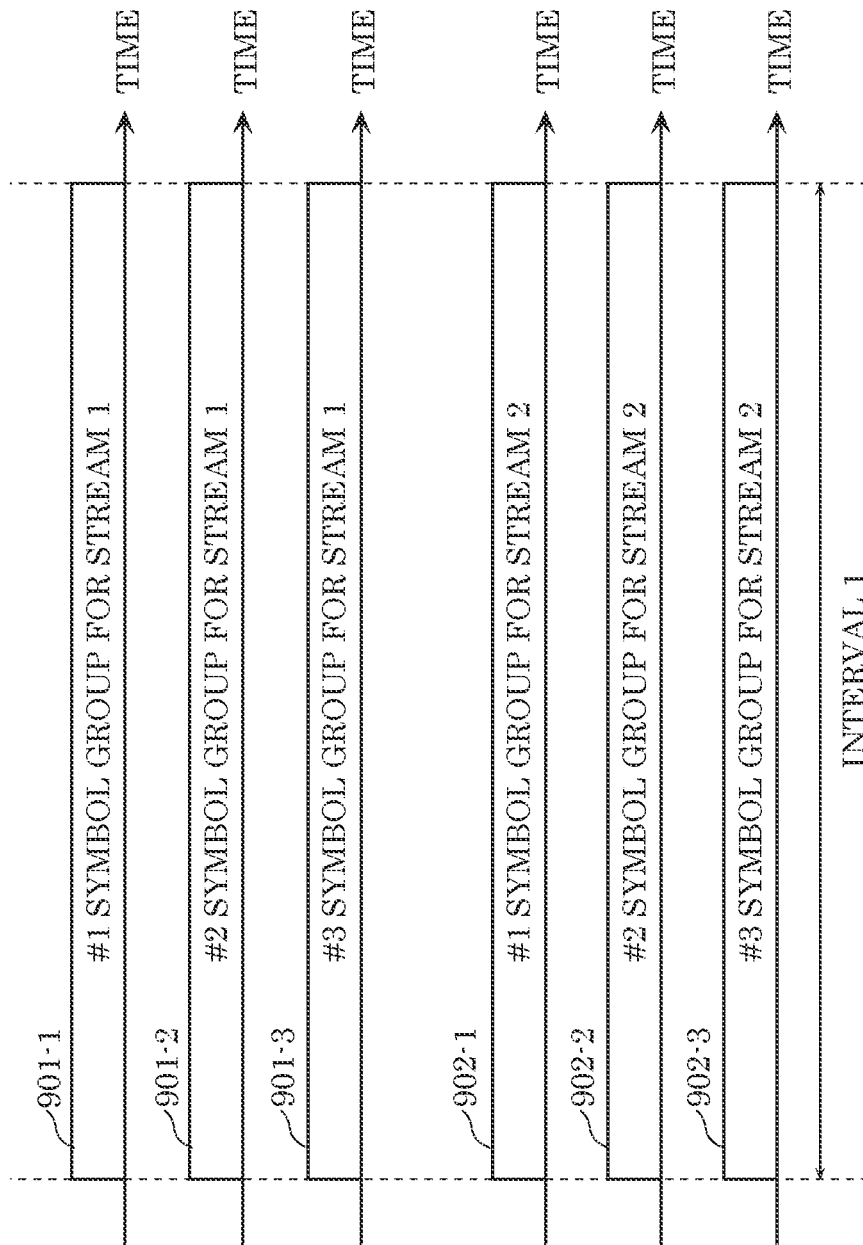 901-1
#1 SYMBOL GROUP FOR STREAM 1
TIME
901-2
#2 SYMBOL GROUP FOR STREAM 1
TIME
901-3
#3 SYMBOL GROUP FOR STREAM 1
TIME
902-1
#1 SYMBOL GROUP FOR STREAM 2
TIME
902-2
#2 SYMBOL GROUP FOR STREAM 2
TIME
902-3
#3 SYMBOL GROUP FOR STREAM 2
TIME
INTERVAL 1